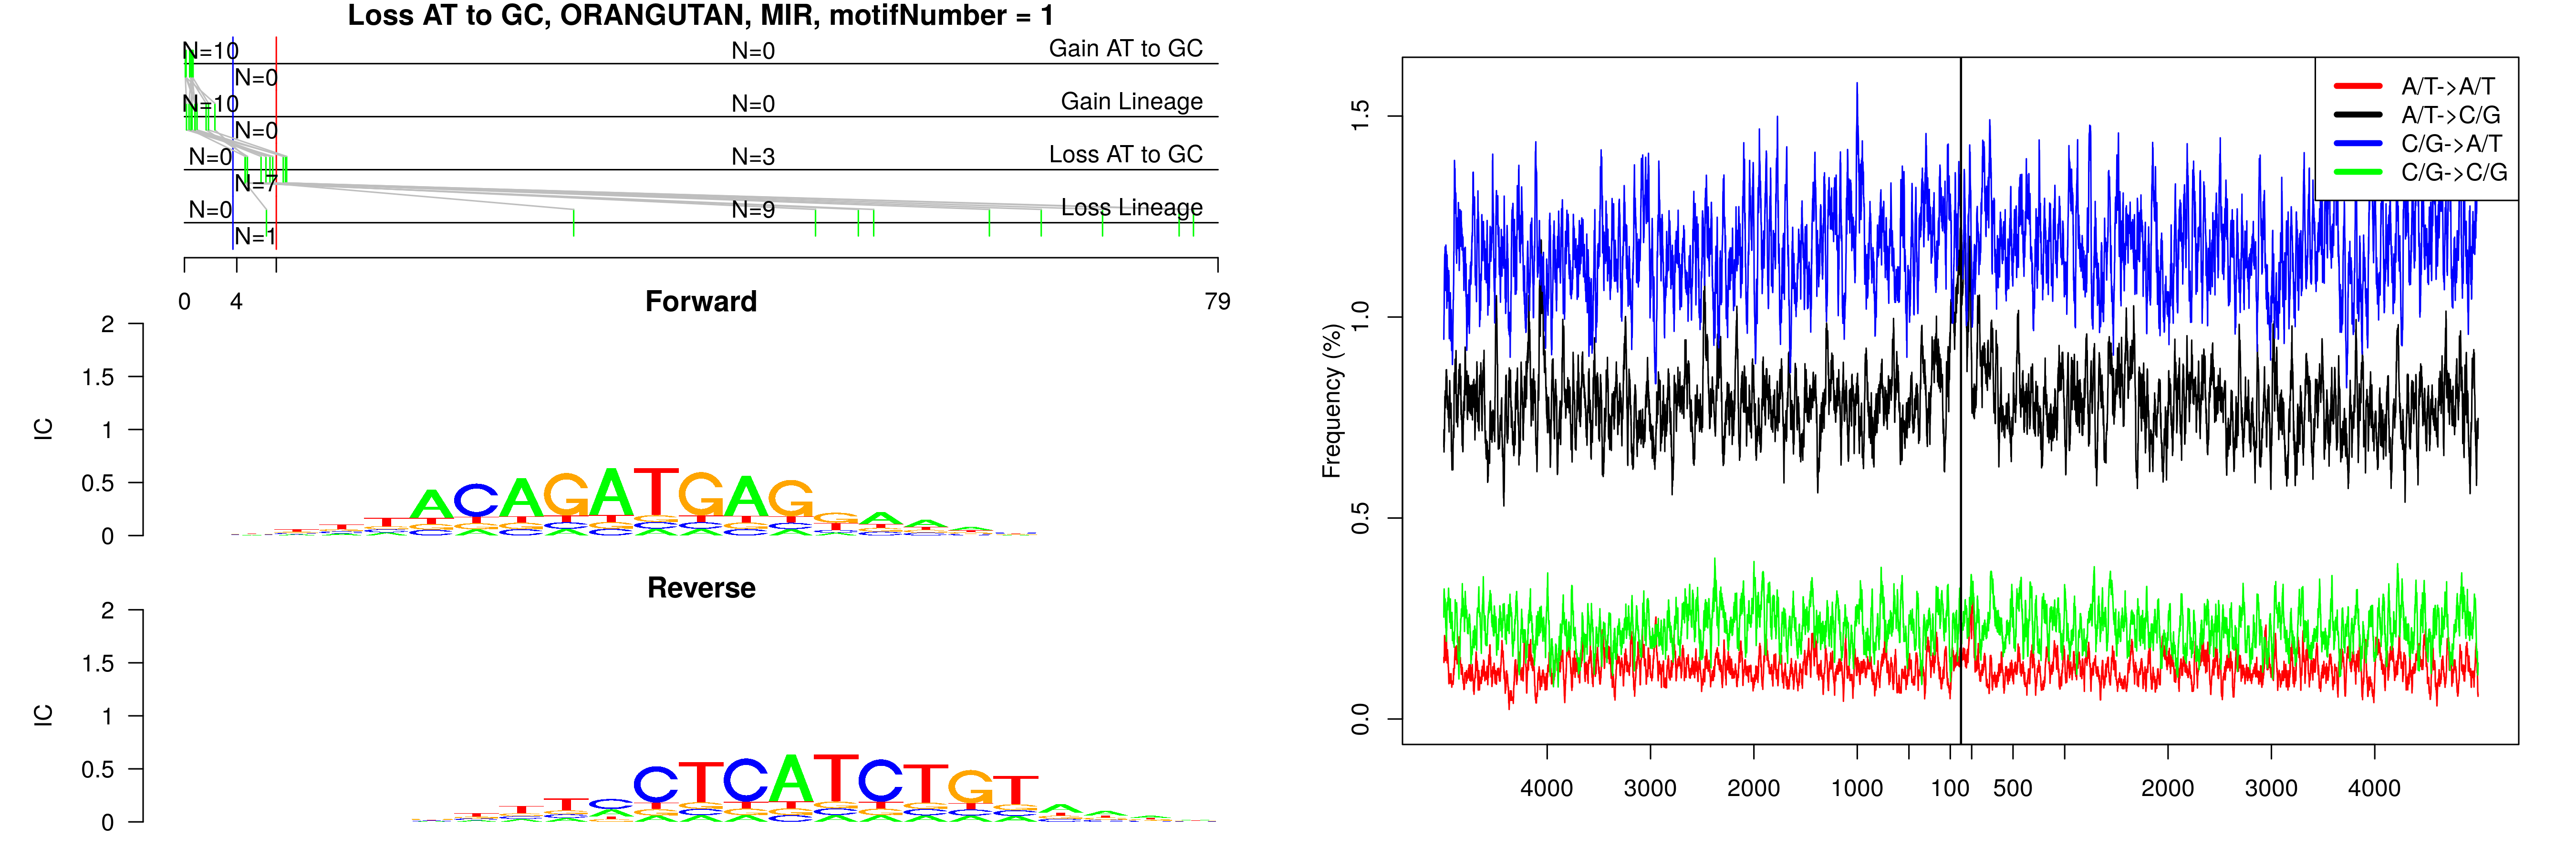 Loss AT to GC, ORANGUTAN, MIR, motifNumber = 1
N=10 N=0 Gain AT to GC
N=0
N=10 N=0 Gain Lineage
N=0
N=0 N=3 Loss AT to GC
N=7
N=0 N=9 Loss Lineage
N=1
0 4 79
Forward
2
1.5
1
0.5
0
IC
ACAGATGAG
Reverse
2
1.5
1
0.5
0
IC
CTCATCTGT
A/T->A/T
A/T->C/G
C/G->A/T
C/G->C/G
Frequency (%)
1.5
1.0
0.5
0.0
4000 3000 2000 1000 100 500 2000 3000 4000